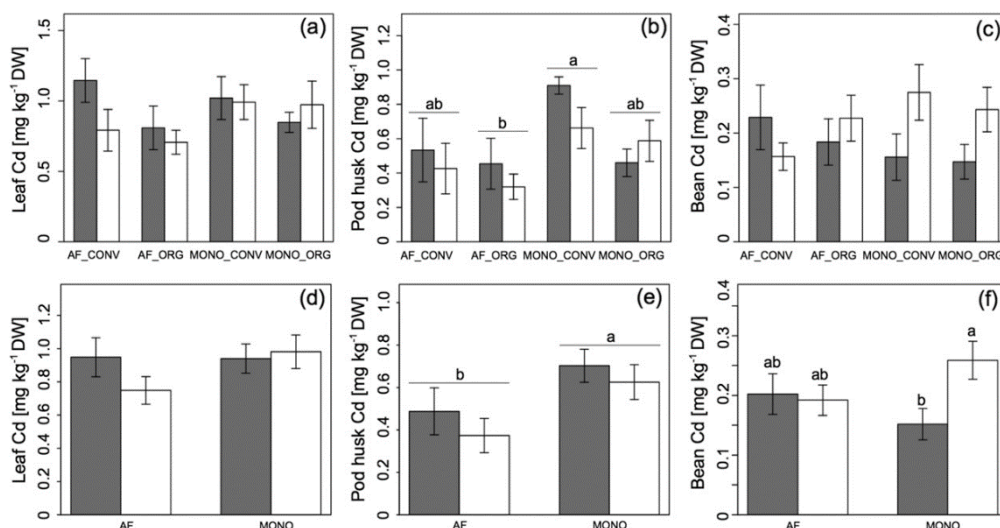 (a)
Leaf Cd [mg kg⁻¹ DW]
1.5
1.0
0.5
0
AF_CONV AF_ORG MONO_CONV MONO_ORG
(b)
Pod husk Cd [mg kg⁻¹ DW]
1.2
0.8
0.6
0.4
0.2
0
ab
b
a
ab
AF_CONV AF_ORG MONO_CONV MONO_ORG
(c)
Bean Cd [mg kg⁻¹ DW]
0.4
0.3
0.2
0.1
0
AF_CONV AF_ORG MONO_CONV MONO_ORG
(d)
Leaf Cd [mg kg⁻¹ DW]
1.2
1.0
0.8
0.6
0.4
0.2
0
AF MONO
(e)
Pod husk Cd [mg kg⁻¹ DW]
1.0
0.8
0.6
0.4
0.2
0
b
a
AF MONO
(f)
Bean Cd [mg kg⁻¹ DW]
0.4
0.3
0.2
0.1
0
ab ab
b
a
AF MONO